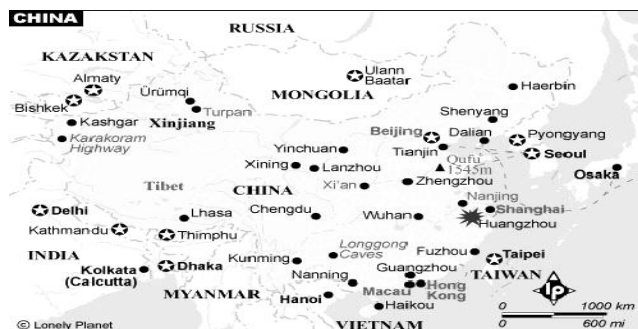 CHINA
RUSSIA
KAZAKSTAN
Almaty
Bishkek
Ürümqi
Turpan
Ulann
Baatar
MONGOLIA
Haerbin
Kashgar
Xinjiang
Karakoram
Highway
Shenyang
Beijing
Dalian
Pyongyang
Yinchuan
Tianjin
Seoul
Xining
Lanzhou
Qufu
1545m
Osaka
Tibet
CHINA
Xi'an
Zhengzhou
Nanjing
Delhi
Lhasa
Chengdu
Wuhan
Shanghai
Huangzhou
Kathmandu
Thimphu
INDIA
Longgong
Caves
Fuzhou
Taipei
Kolkata
(Calcutta)
Dhaka
Kunming
Guangzhou
TAIWAN
Nanning
Macau
Hong
Kong
MYANMAR
Hanoi
Haikou
lp
0
1000 km
0
600 mi
© Lonely Planet
VIETNAM